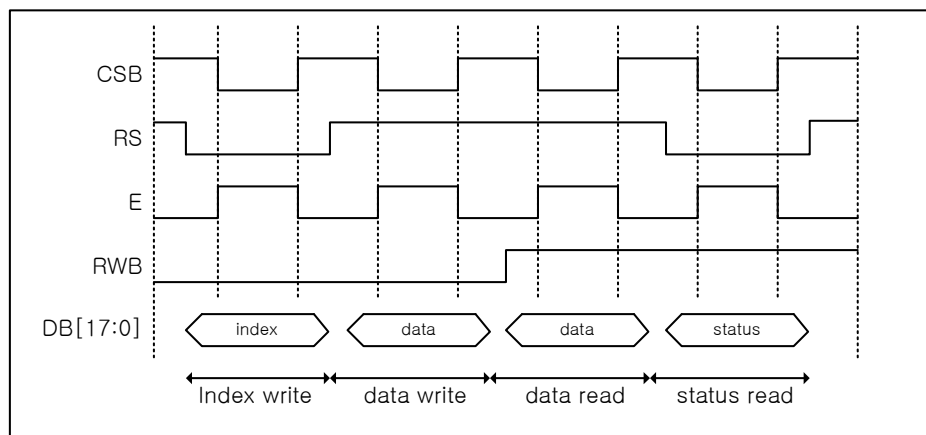 CSB
RS
E
RWB
DB[17:0] index data data status
Index write data write data read status read